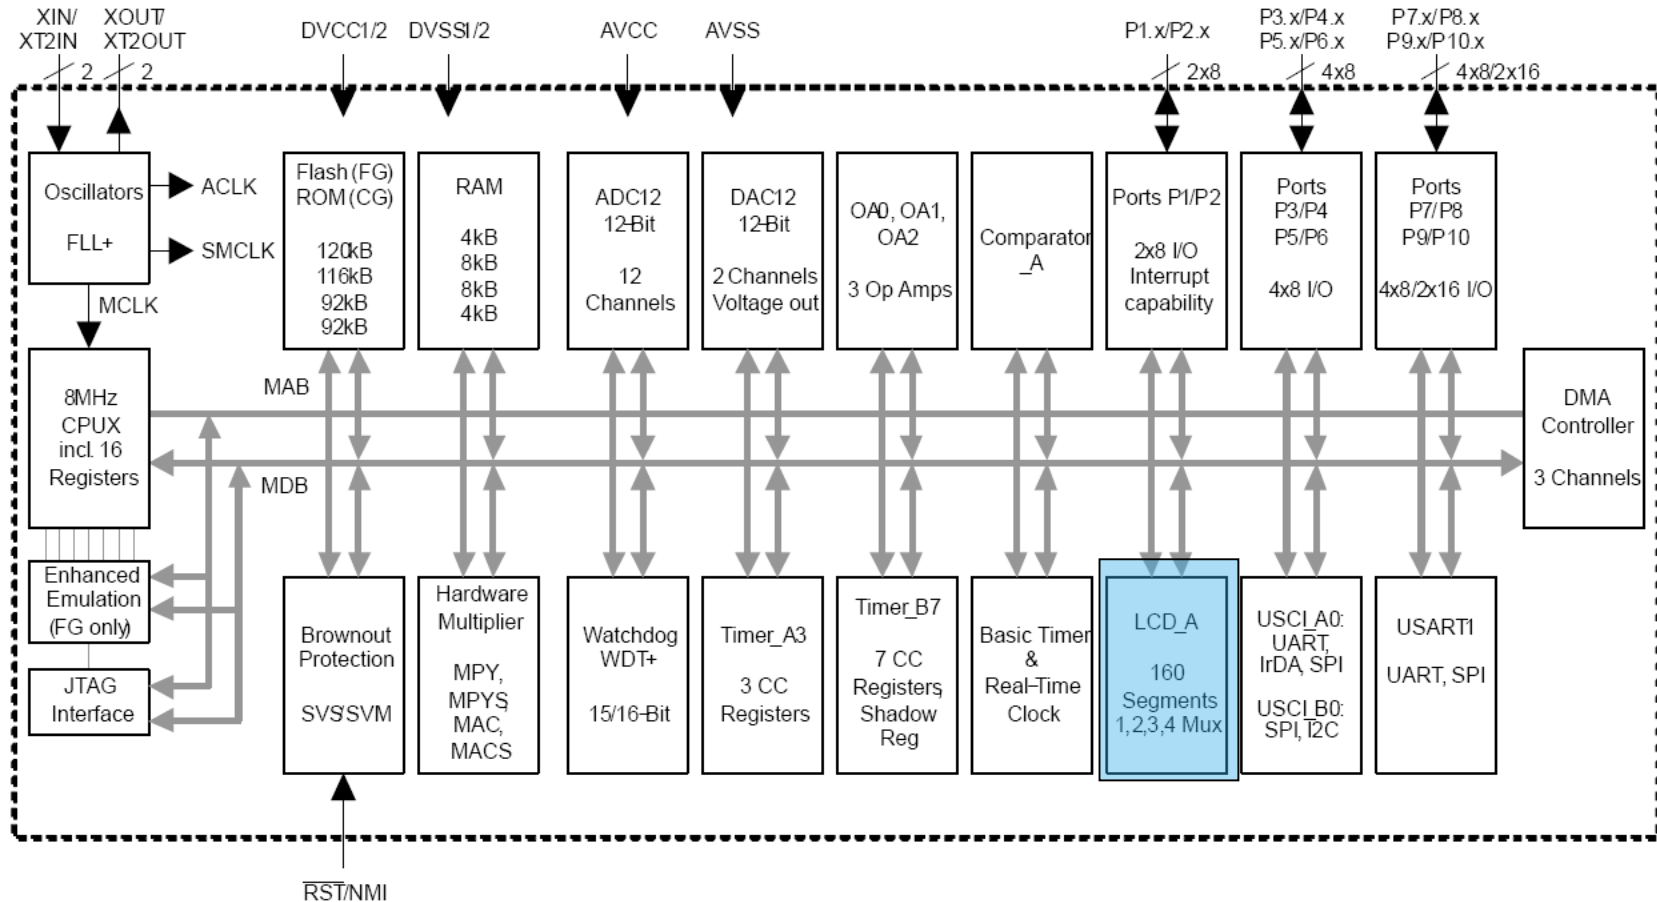 XIN/
XT2IN
XOUT/
XT2OUT
DVCC1/2
DVSS1/2
AVCC
AVSS
P1.x/P2.x
P3.x/P4.x
P5.x/P6.x
P7.x/P8.x
P9.x/P10.x
2
2
2x8
4x8
4x8/2x16
Oscillators
FLL+
ACLK
SMCLK
MCLK
Flash (FG)
ROM (CG)
120kB
116kB
92kB
92kB
RAM
4kB
8kB
8kB
4kB
ADC12
12-Bit
12
Channels
DAC12
12-Bit
2 Channels
Voltage out
OA0, OA1,
OA2
3 Op Amps
Comparator
_A
Ports P1/P2
2x8 I/O
Interrupt
capability
Ports
P3/P4
P5/P6
4x8 I/O
Ports
P7/P8
P9/P10
4x8/2x16 I/O
8MHz
CPUX
incl. 16
Registers
MAB
MDB
DMA
Controller
3 Channels
Enhanced
Emulation
(FG only)
JTAG
Interface
Brownout
Protection
SVS/SVM
Hardware
Multiplier
MPY,
MPYS,
MAC,
MACS
Watchdog
WDT+
15/16-Bit
Timer_A3
3 CC
Registers
Timer_B7
7 CC
Registers,
Shadow
Reg
Basic Timer
&
Real-Time
Clock
LCD_A
160
Segments
1,2,3,4 Mux
USCI_A0:
UART,
IrDA, SPI
USCI_B0:
SPI, I2C
USART1
UART, SPI
RST/NMI